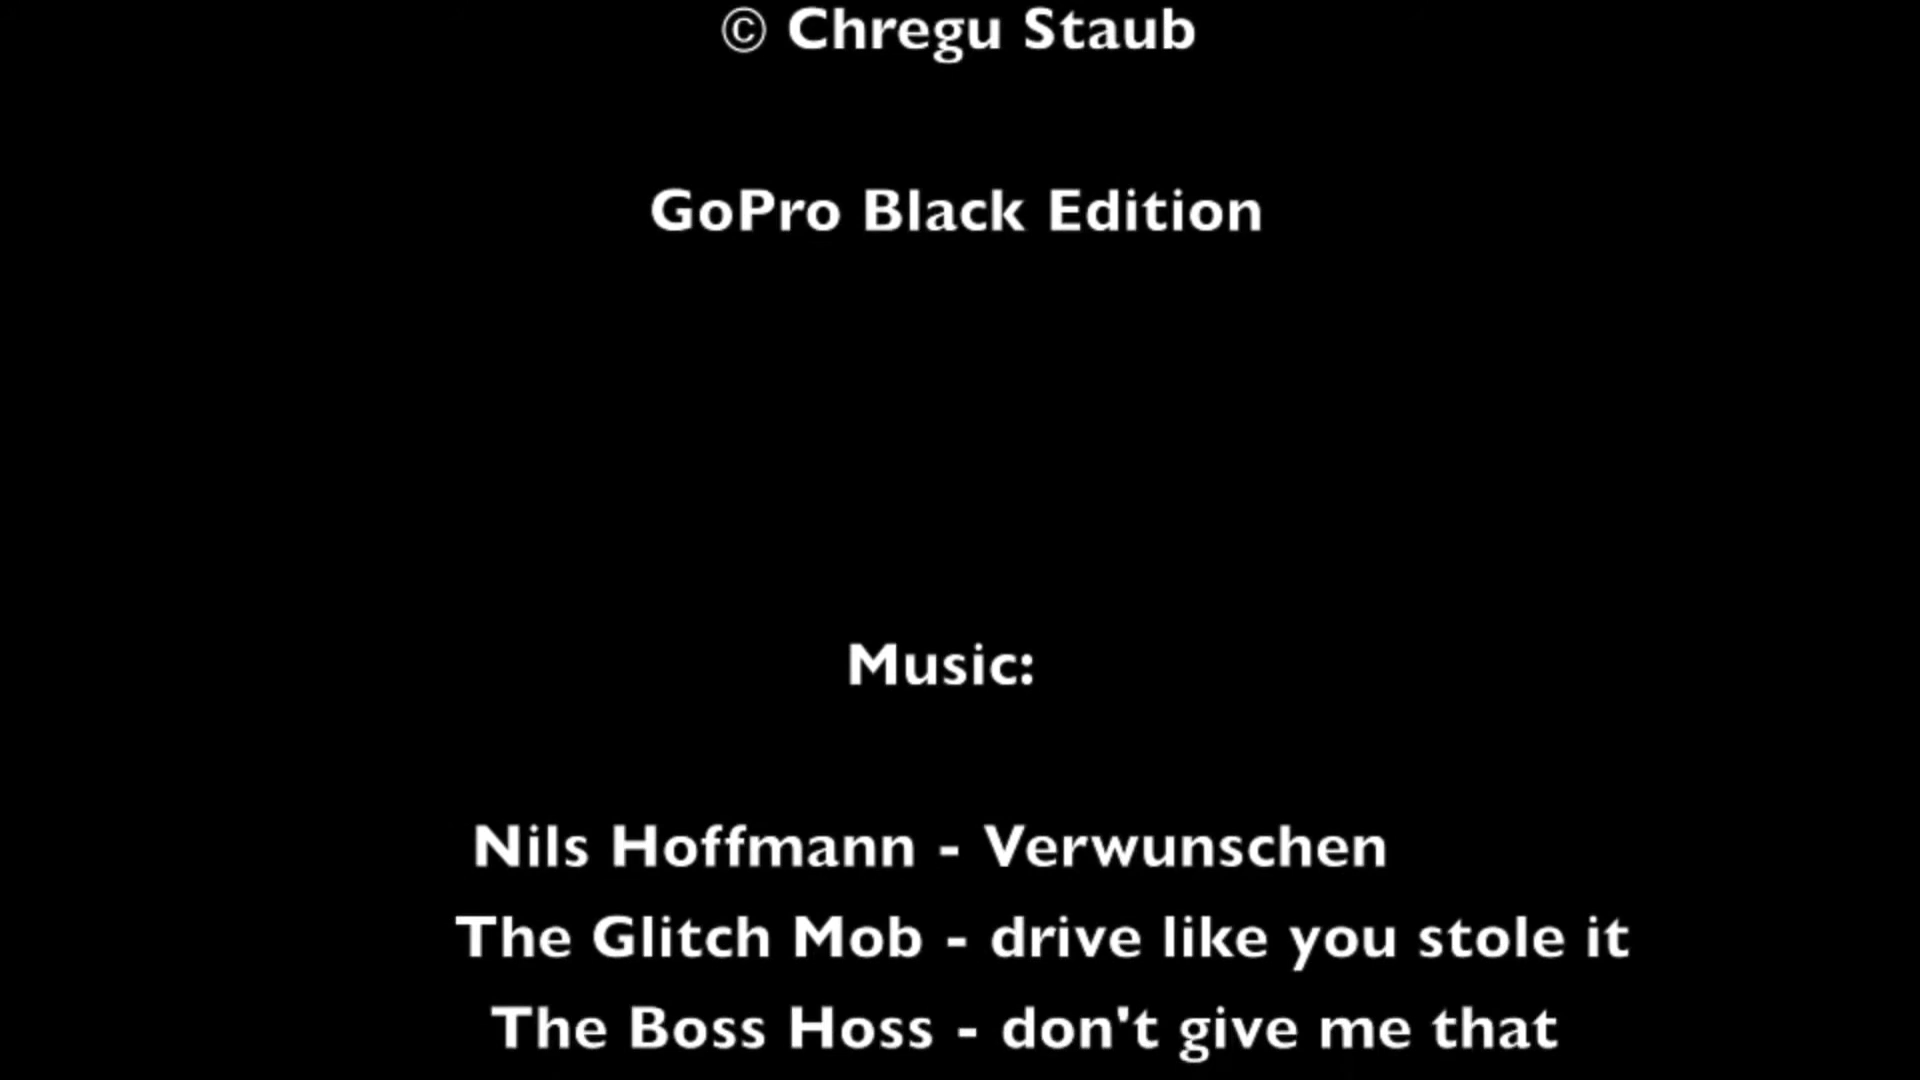 © Chregu Staub
GoPro Black Edition
Music:
Nils Hoffmann - Verwunschen
The Glitch Mob - drive like you stole it
The Boss Hoss - don't give me that